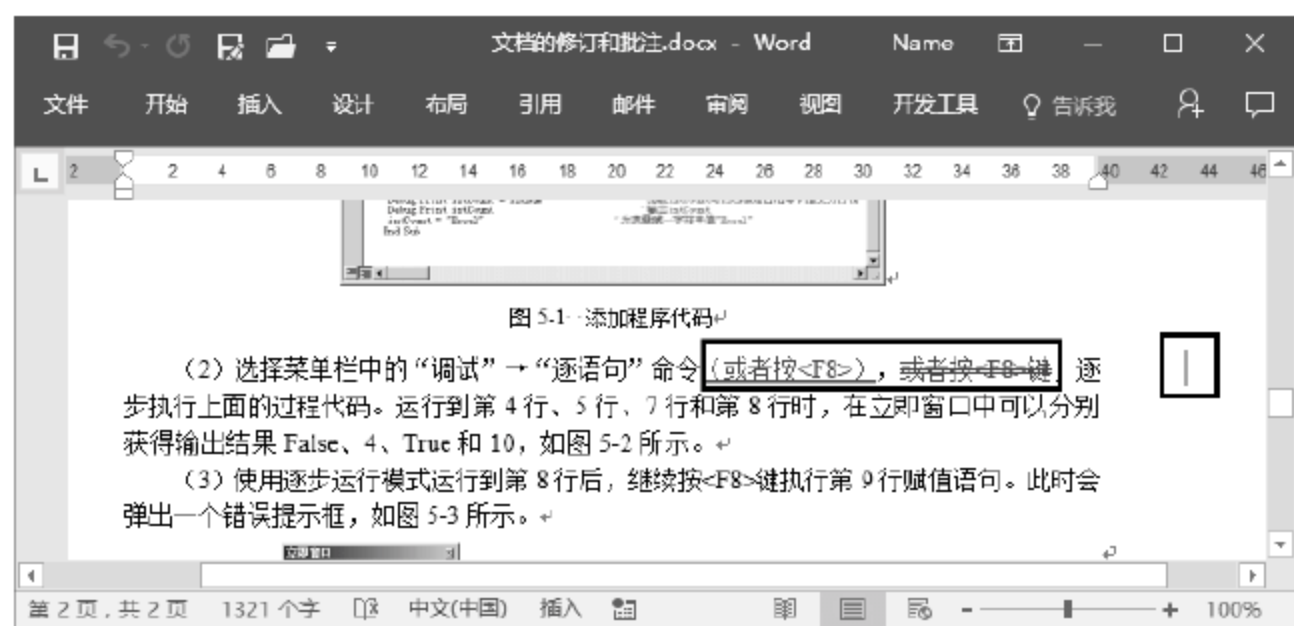 文档的修订和批注.docx - Word Name
文件 开始 插入 设计 布局 引用 邮件 审阅 视图 开发工具 告诉我
L 2 2 4 6 8 10 12 14 16 18 20 22 24 26 28 30 32 34 36 38 40 42 44 46
End Sub
图 5-1 添加程序代码
（2）选择菜单栏中的“调试”→“逐语句”命令（或者按<F8>），或者按<F8>键 逐
步执行上面的过程代码。运行到第 4 行、5 行、7 行和第 8 行时，在立即窗口中可以分别
获得输出结果 False、4、True 和 10，如图 5-2 所示。
（3）使用逐步运行模式运行到第 8 行后，继续按<F8>键执行第 9 行赋值语句。此时会
弹出一个错误提示框，如图 5-3 所示。
立即窗口
第 2 页，共 2 页 1321 个字 中文(中国) 插入 100%